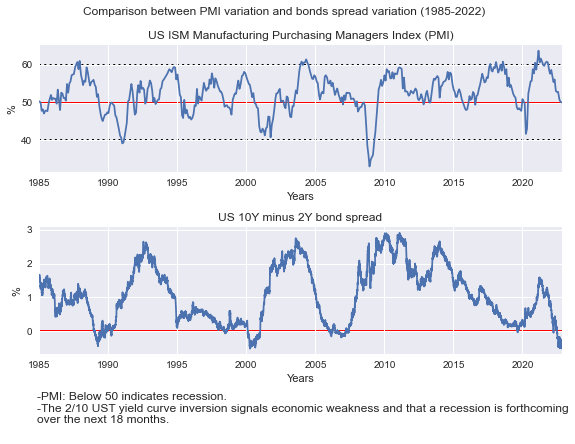 Comparison between PMI variation and bonds spread variation (1985-2022)
US ISM Manufacturing Purchasing Managers Index (PMI)
60
50
40
%
1985 1990 1995 2000 2005 2010 2015 2020
Years
US 10Y minus 2Y bond spread
3
2
1
0
%
1985 1990 1995 2000 2005 2010 2015 2020
Years
-PMI: Below 50 indicates recession.
-The 2/10 UST yield curve inversion signals economic weakness and that a recession is forthcoming
over the next 18 months.